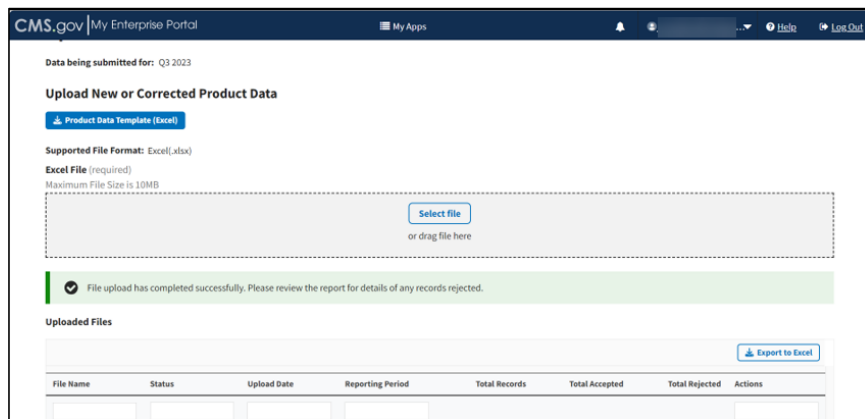 CMS.gov My Enterprise Portal My Apps ...▾ Help Log Out
Data being submitted for: Q3 2023
Upload New or Corrected Product Data
Product Data Template (Excel)
Supported File Format: Excel(.xlsx)
Excel File (required)
Maximum File Size is 10MB
Select file
or drag file here
File upload has completed successfully. Please review the report for details of any records rejected.
Uploaded Files
Export to Excel
File Name Status Upload Date Reporting Period Total Records Total Accepted Total Rejected Actions